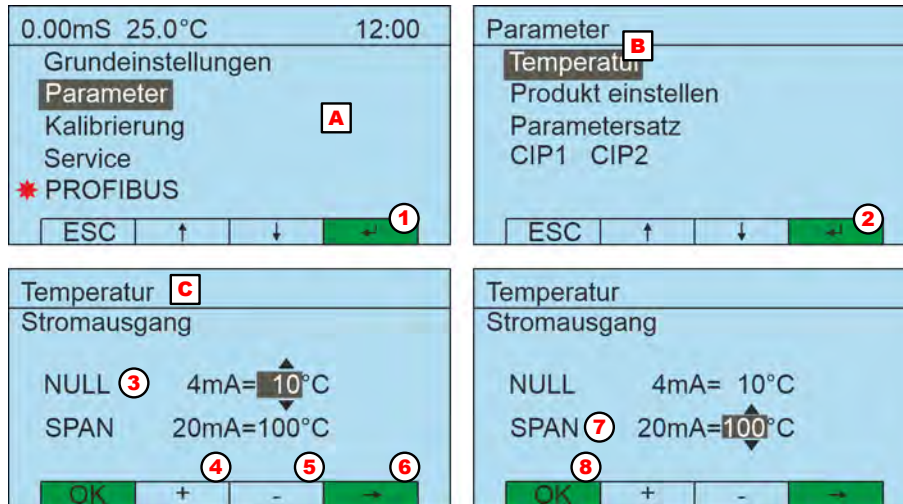 0.00mS 25.0°C 12:00
Grundeinstellungen
Parameter
Kalibrierung
A
Service
PROFIBUS
1
ESC ↑ ↓ ↵
Parameter
B
Temperatur
Produkt einstellen
Parametersatz
CIP1 CIP2
2
ESC ↑ ↓ ↵
Temperatur C
Stromausgang
NULL 3 4mA= 10°C
SPAN 20mA=100°C
4 5 6
OK + - →
Temperatur
Stromausgang
NULL 4mA= 10°C
SPAN 7 20mA=100°C
8
OK + - →